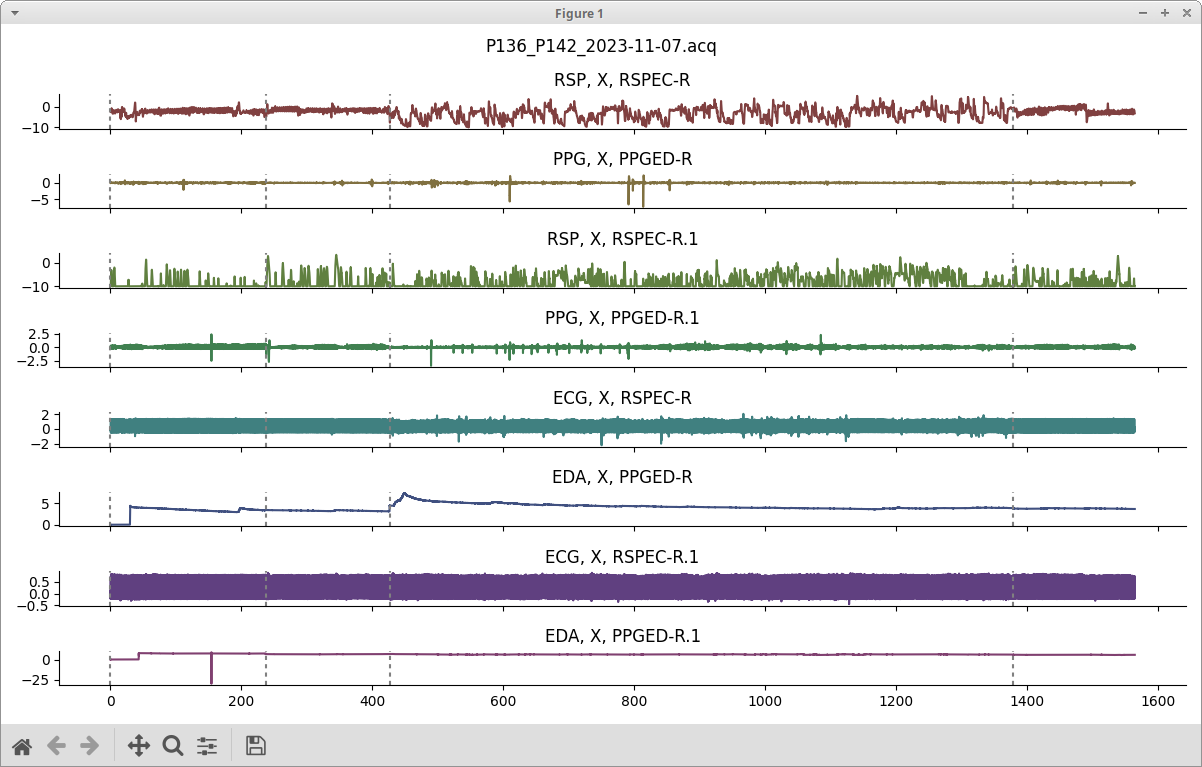 Figure 1
P136_P142_2023-11-07.acq
RSP, X, RSPEC-R
0
−10
PPG, X, PPGED-R
0
−5
RSP, X, RSPEC-R.1
0
−10
PPG, X, PPGED-R.1
2.5
0.0
−2.5
ECG, X, RSPEC-R
2
0
−2
EDA, X, PPGED-R
5
0
ECG, X, RSPEC-R.1
0.5
0.0
−0.5
EDA, X, PPGED-R.1
0
−25
0 200 400 600 800 1000 1200 1400 1600